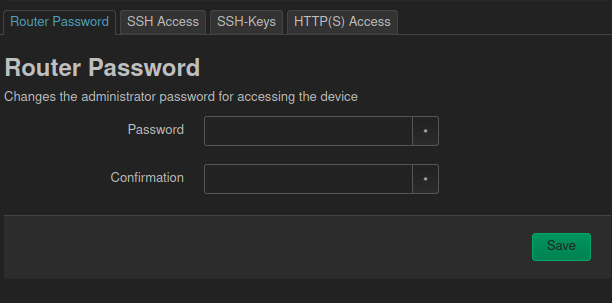 Router Password SSH Access SSH-Keys HTTP(S) Access
Router Password
Changes the administrator password for accessing the device
Password *
Confirmation *
Save